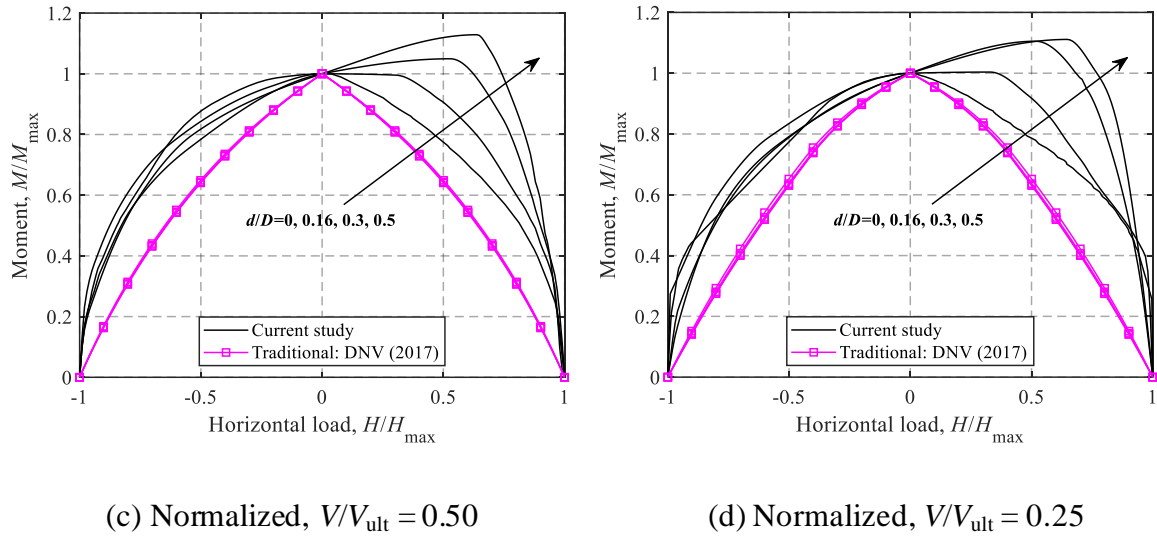 1.2
1
0.8
0.6
0.4
0.2
0
Moment, M/Mmax
d/D=0, 0.16, 0.3, 0.5
Current study
Traditional: DNV (2017)
-1 -0.5 0 0.5 1
Horizontal load, H/Hmax
(c) Normalized, V/Vult = 0.50
1.2
1
0.8
0.6
0.4
0.2
0
Moment, M/Mmax
d/D=0, 0.16, 0.3, 0.5
Current study
Traditional: DNV (2017)
-1 -0.5 0 0.5 1
Horizontal load, H/Hmax
(d) Normalized, V/Vult = 0.25